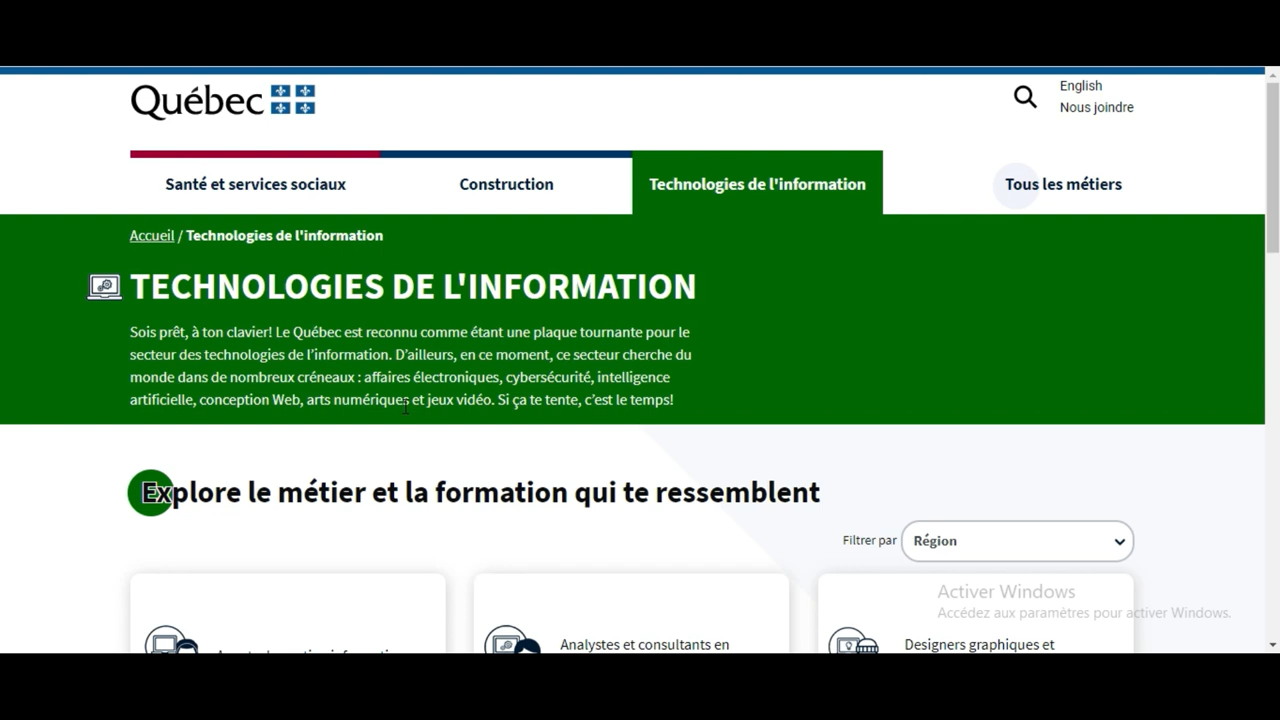 Québec
English
Nous joindre
Santé et services sociaux
Construction
Technologies de l'information
Tous les métiers
Accueil / Technologies de l'information
TECHNOLOGIES DE L'INFORMATION
Sois prêt, à ton clavier! Le Québec est reconnu comme étant une plaque tournante pour le
secteur des technologies de l’information. D’ailleurs, en ce moment, ce secteur cherche du
monde dans de nombreux créneaux : affaires électroniques, cybersécurité, intelligence
artificielle, conception Web, arts numériques et jeux vidéo. Si ça te tente, c’est le temps!
Explore le métier et la formation qui te ressemblent
Filtrer par
Région
Activer Windows
Accédez aux paramètres pour activer Windows.
Analystes et consultants en
Designers graphiques et